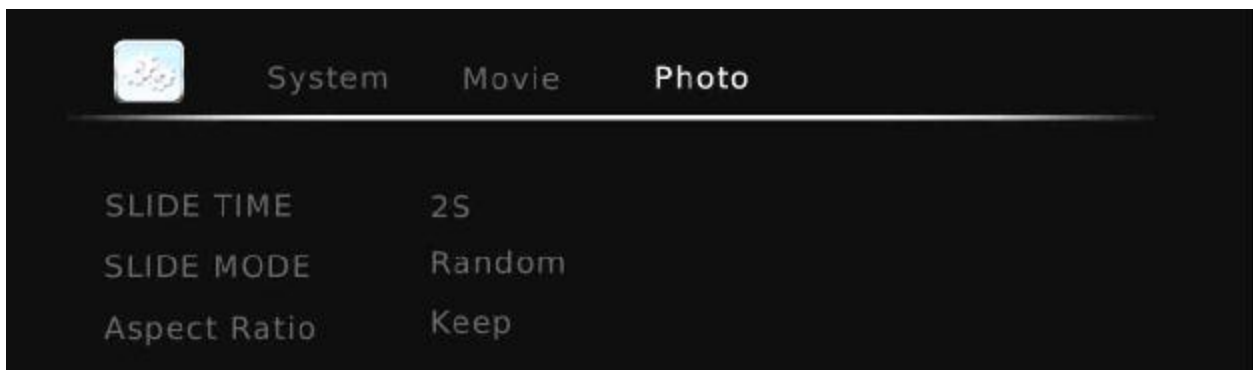 System Movie Photo
SLIDE TIME 2S
SLIDE MODE Random
Aspect Ratio Keep